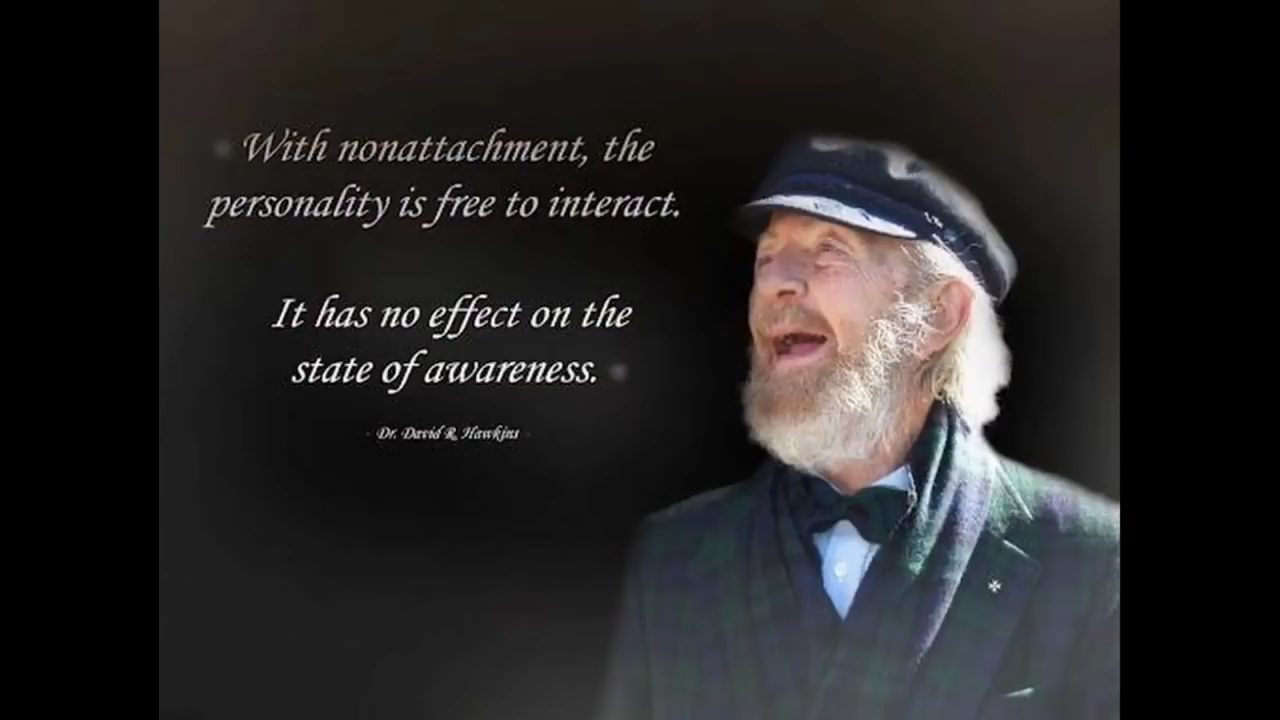 With nonattachment, the
personality is free to interact.
It has no effect on the
state of awareness.
- Dr. David R. Hawkins -